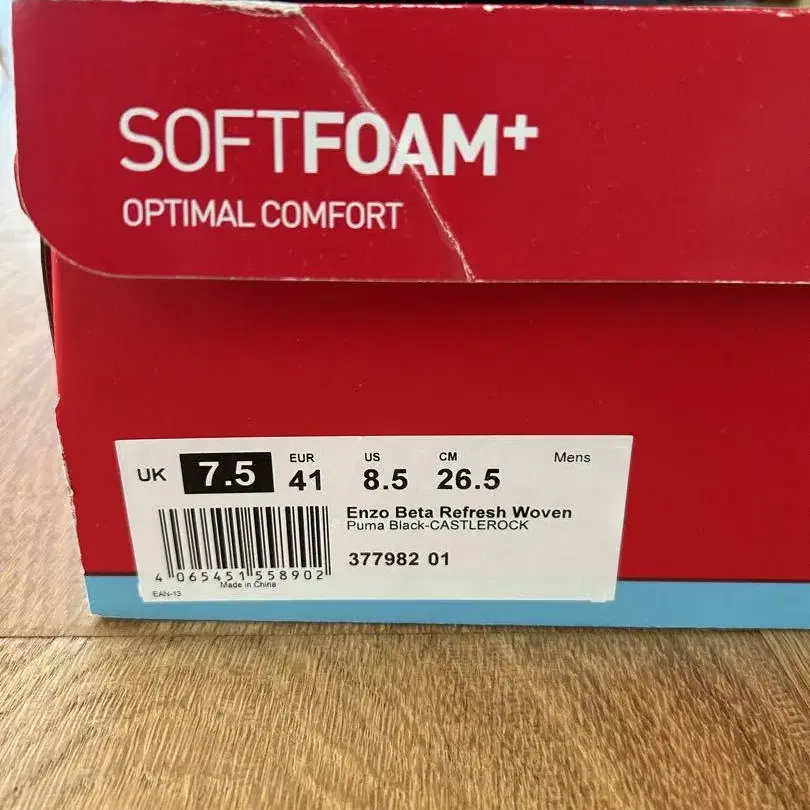 SOFTFOAM+
OPTIMAL COMFORT
UK 7.5 EUR 41 US 8.5 CM 26.5 Mens
Enzo Beta Refresh Woven
Puma Black-CASTLEROCK
377982 01
4 065451 558902
Made in China
EAN-13